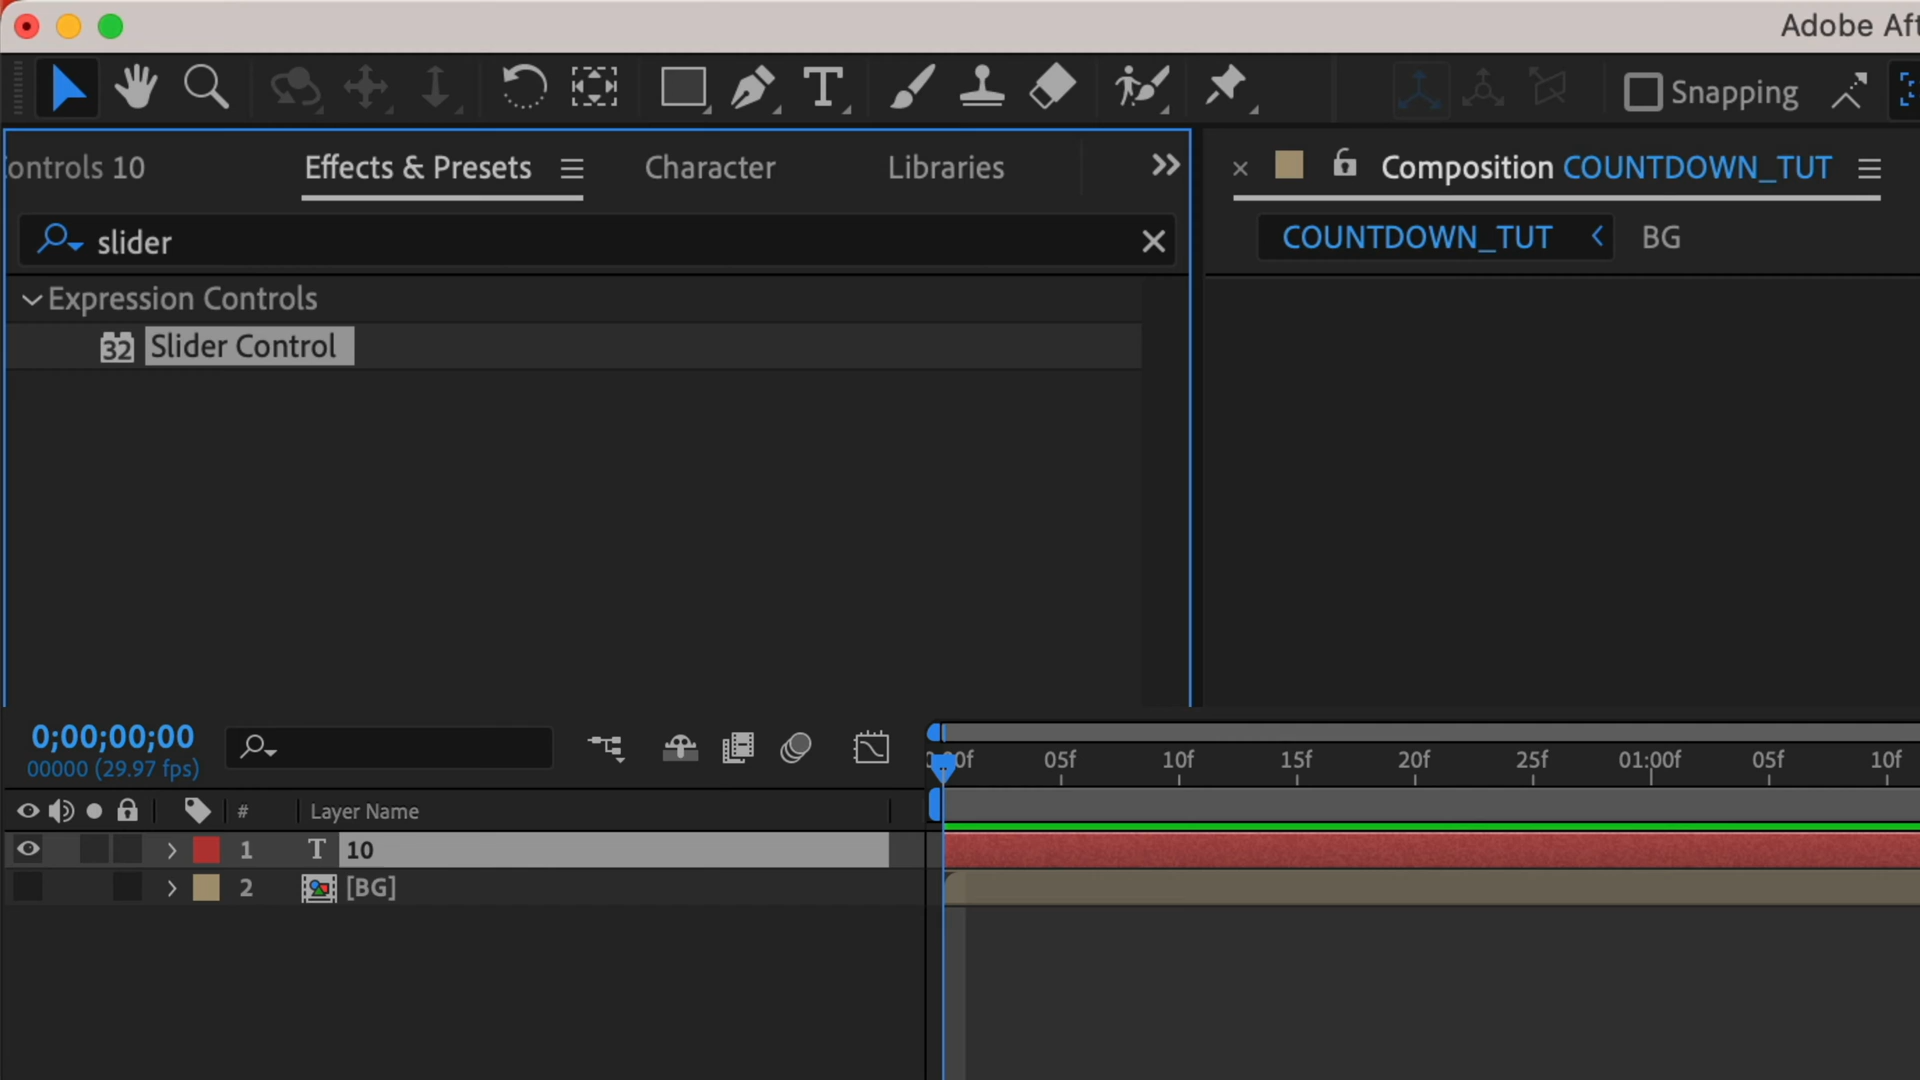 Adobe Aft
Snapping
ontrols 10
Effects & Presets
Character
Libraries
Composition COUNTDOWN_TUT
slider
COUNTDOWN_TUT
BG
Expression Controls
32 Slider Control
0;00;00;00
00000 (29.97 fps)
05f
10f
15f
20f
25f
01:00f
05f
10f
# Layer Name
1 T 10
2 [BG]